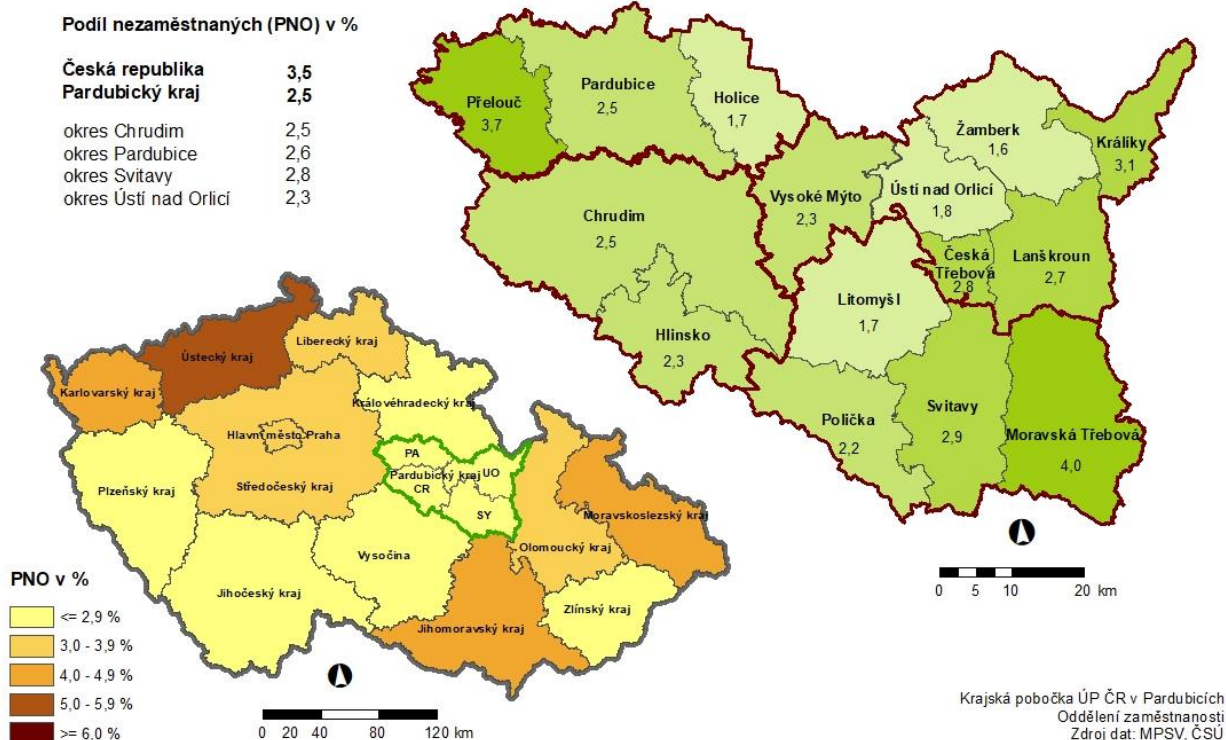 Podíl nezaměstnaných (PNO) v %
Česká republika 3,5
Pardubický kraj 2,5
okres Chrudim 2,5
okres Pardubice 2,6
okres Svitavy 2,8
okres Ústí nad Orlicí 2,3
Přelouč
3,7
Pardubice
2,5
Holice
1,7
Žamberk
1,6
Králíky
3,1
Vysoké Mýto
2,3
Ústí nad Orlicí
1,8
Chrudim
2,5
Česká
Třebová
2,8
Lanškroun
2,7
Litomyšl
1,7
Hlinsko
2,3
Polička
2,2
Svitavy
2,9
Moravská Třebová
4,0
0 5 10 20 km
Ústecký kraj
Liberecký kraj
Karlovarský kraj
Královéhradecký kraj
Hlavní město Praha
PA
Pardubický kraj
UO
CR
SY
Plzeňský kraj
Středočeský kraj
Moravskoslezský kraj
Vysočina
Olomoucký kraj
Jihočeský kraj
Zlínský kraj
Jihomoravský kraj
PNO v %
<= 2,9 %
3,0 - 3,9 %
4,0 - 4,9 %
5,0 - 5,9 %
>= 6,0 %
0 20 40 80 120 km
Krajská pobočka ÚP ČR v Pardubicích
Oddělení zaměstnanosti
Zdroj dat: MPSV, ČSÚ